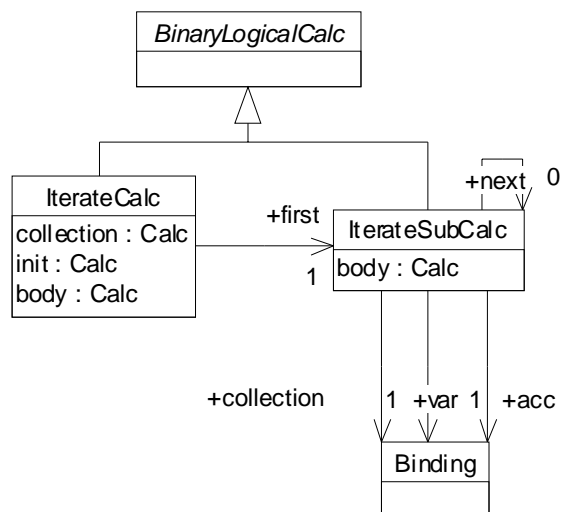 BinaryLogicalCalc
IterateCalc
collection : Calc
init : Calc
body : Calc
+first
1
+next
0
IterateSubCalc
body : Calc
+collection
1
+var
1
+acc
Binding